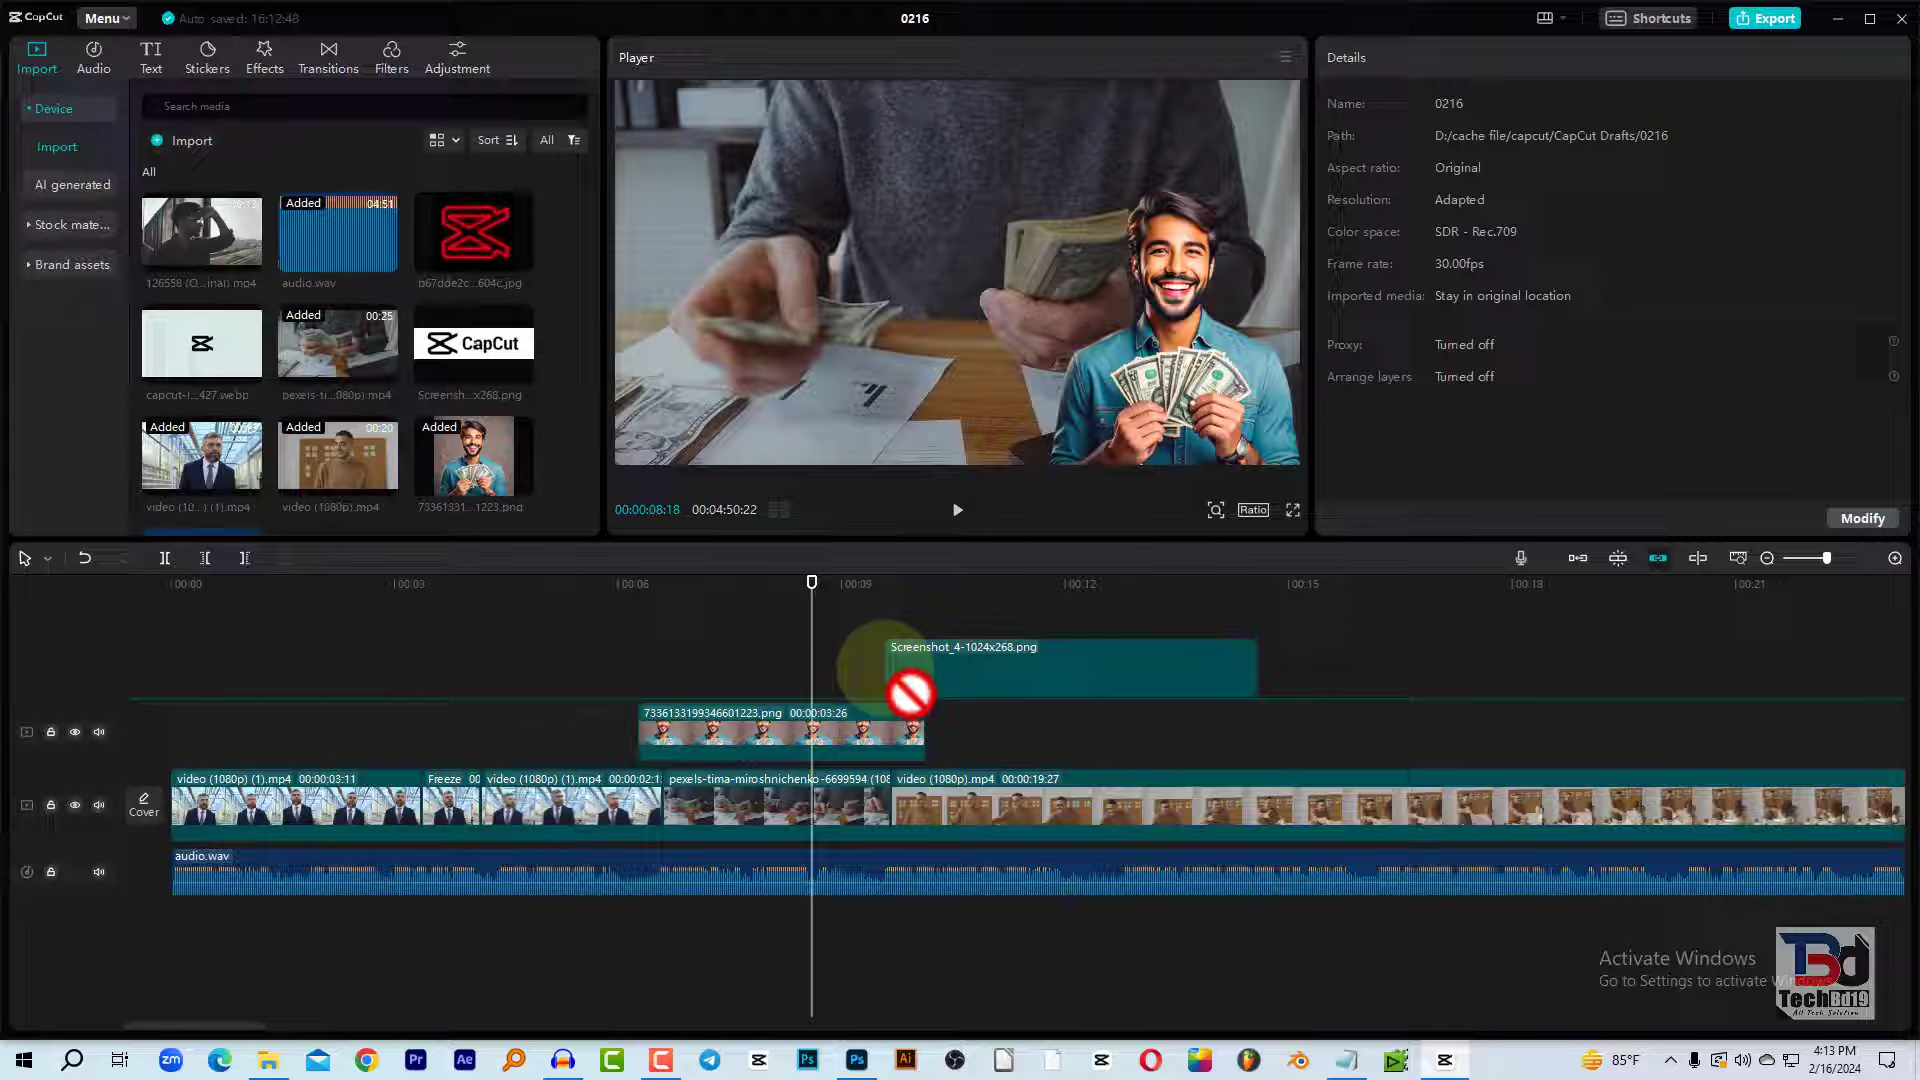 CapCut
Menu
Auto saved: 16:12:48
0216
Shortcuts
Export
Import
Audio
Text
Stickers
Effects
Transitions
Filters
Adjustment
Device
Import
AI generated
Stock mate...
Brand assets
Search media
Import
Sort
All
All
Added
04:51
126558 (O...inal).mp4
audio.wav
p67dde2c...604c.jpg
Added
00:25
CapCut
capcut-i...427.webp
pexels-ti...080p).mp4
Screensh...x268.png
Added
Added
00:20
Added
video (10...) (1).mp4
video (1080p).mp4
73361331...1223.png
Player
00:00:08:18
00:04:50:22
Ratio
Details
Name:
0216
Path:
D:/cache file/capcut/CapCut Drafts/0216
Aspect ratio:
Original
Resolution:
Adapted
Color space:
SDR - Rec.709
Frame rate:
30.00fps
Imported media:
Stay in original location
Proxy:
Turned off
Arrange layers
Turned off
Modify
00:00
00:03
00:06
00:09
00:12
00:15
00:18
00:21
Screenshot_4-1024x268.png
7336133199346601223.png 00:00:03:26
Cover
video (1080p) (1).mp4 00:00:03:11
Freeze 00
video (1080p) (1).mp4 00:00:02:1
pexels-tima-miroshnichenko-6699594 (108
video (1080p).mp4 00:00:19:27
audio.wav
Activate Windows
Go to Settings to activate Windows.
TBd
TechBd19
All Tech Solution
zm
Pr
Ae
Ps
Ps
Ai
85°F
4:13 PM
2/16/2024